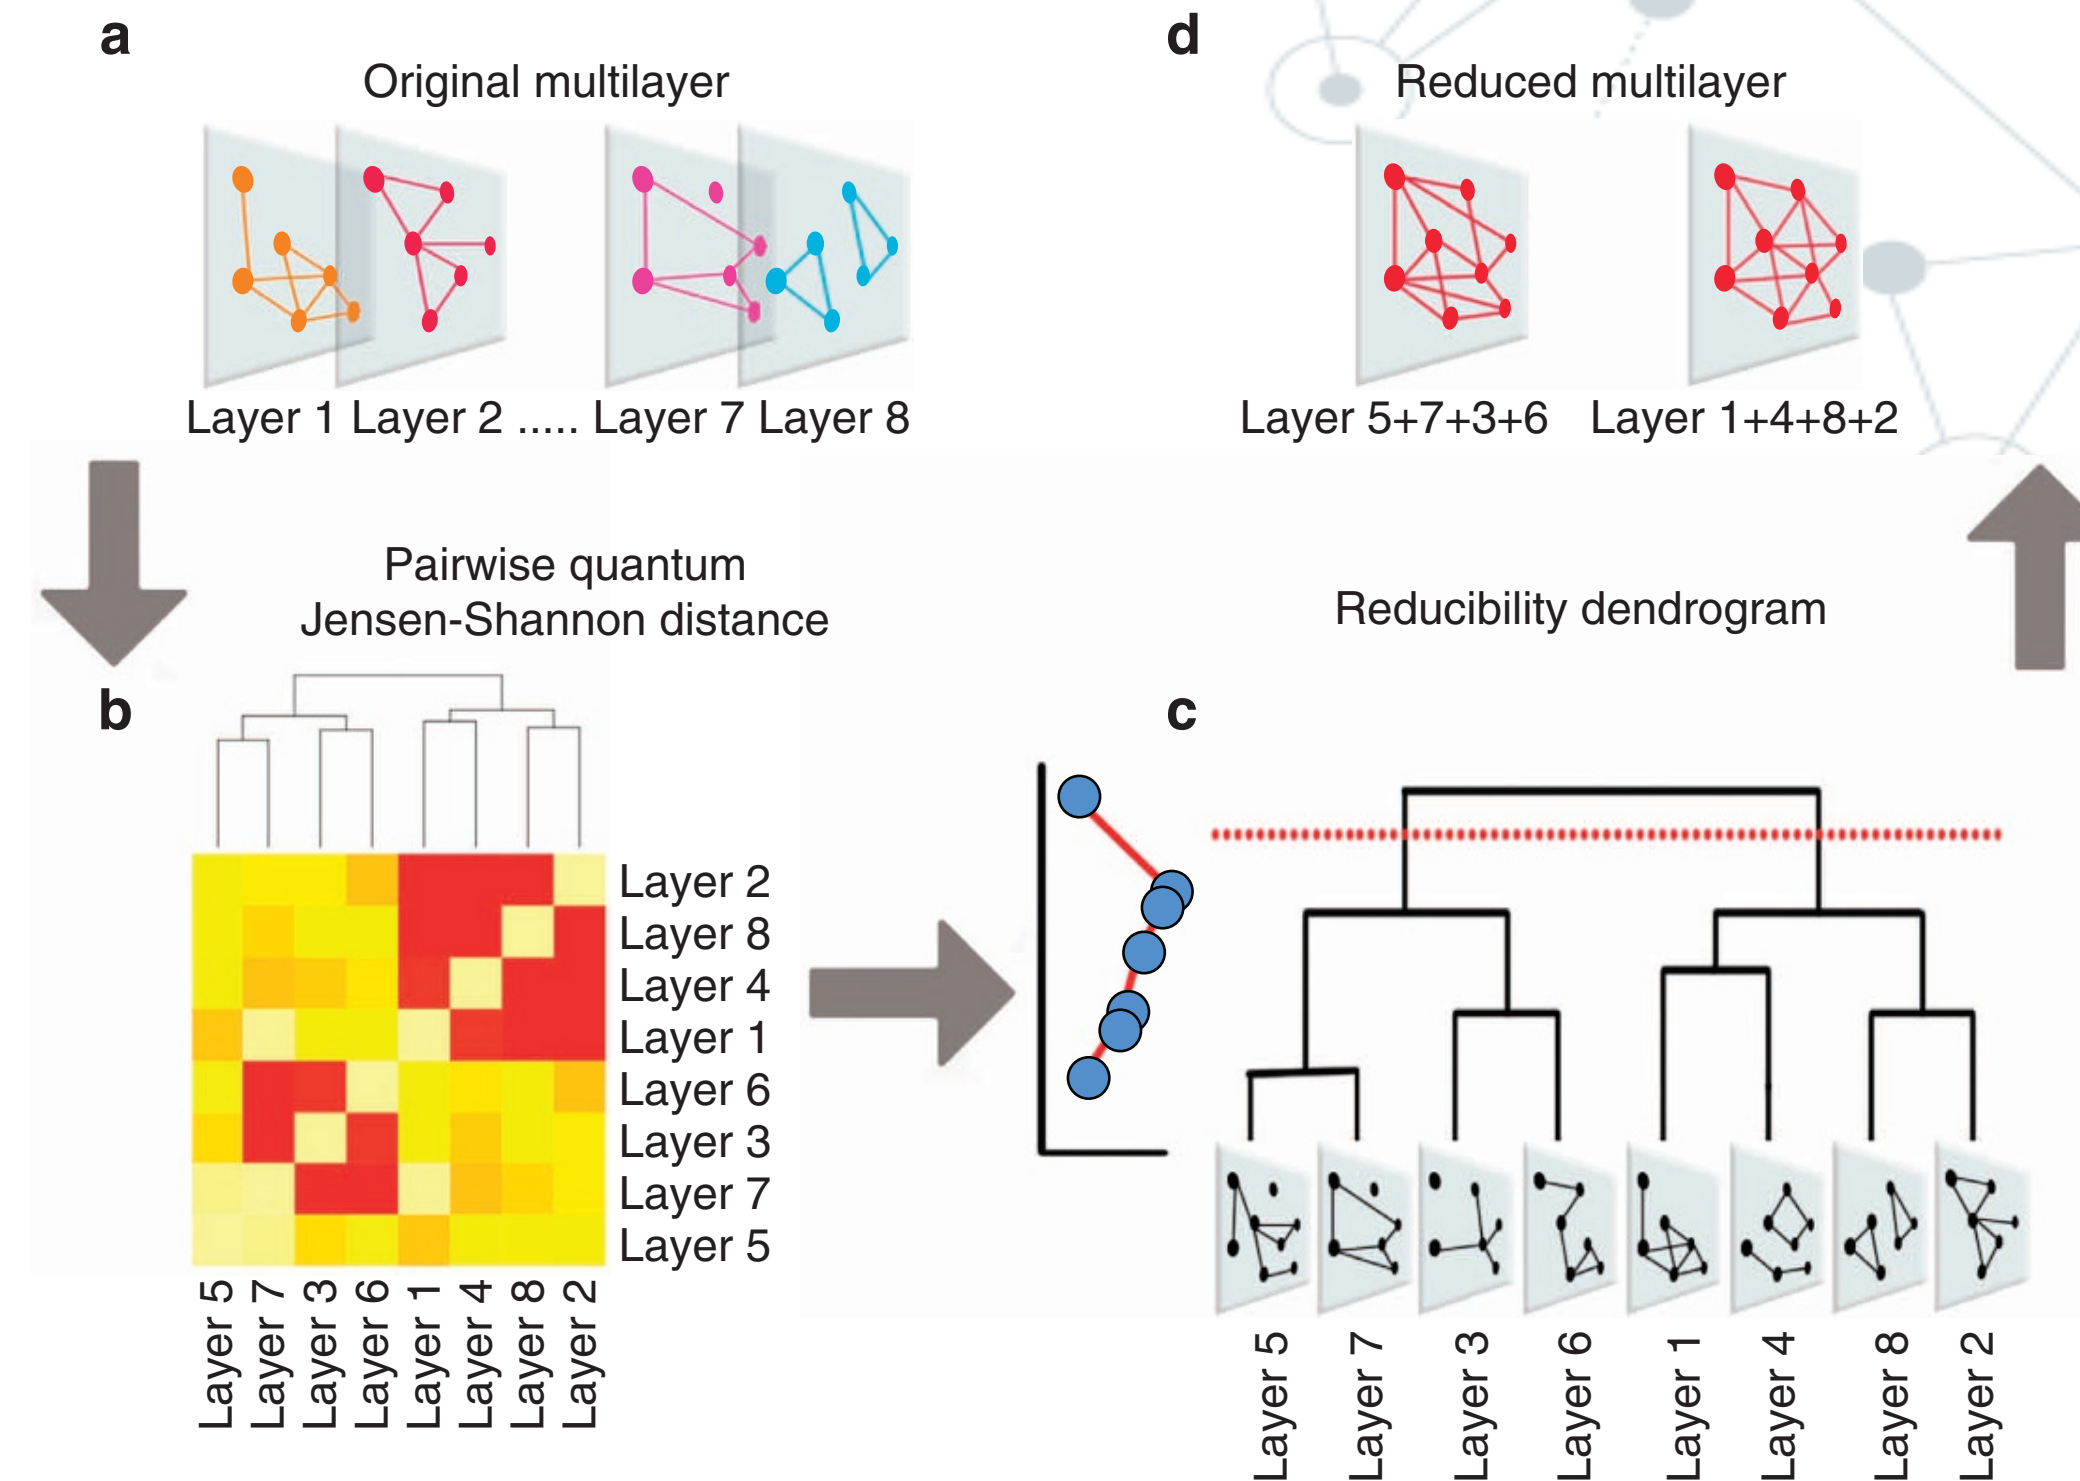 a
Original multilayer
Layer 1 Layer 2 ..... Layer 7 Layer 8
Pairwise quantum
Jensen-Shannon distance
b
Layer 2
Layer 8
Layer 4
Layer 1
Layer 6
Layer 3
Layer 7
Layer 5
Layer 5
Layer 7
Layer 3
Layer 6
Layer 1
Layer 4
Layer 8
Layer 2
d
Reduced multilayer
Layer 5+7+3+6
Layer 1+4+8+2
Reducibility dendrogram
c
Layer 5
Layer 7
Layer 3
Layer 6
Layer 1
Layer 4
Layer 8
Layer 2